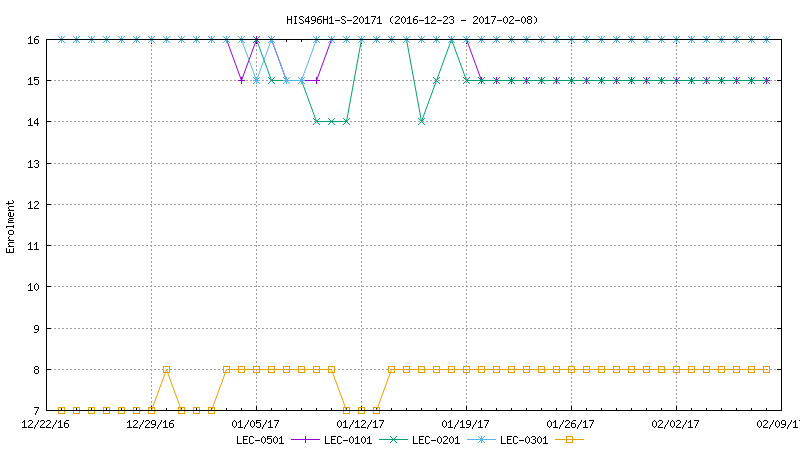 HIS496H1-S-20171 (2016-12-23 - 2017-02-08)
16
15
14
13
12
11
10
9
8
7
Enrolment
12/22/16 12/29/16 01/05/17 01/12/17 01/19/17 01/26/17 02/02/17 02/09/1
LEC-0501 LEC-0101 LEC-0201 LEC-0301